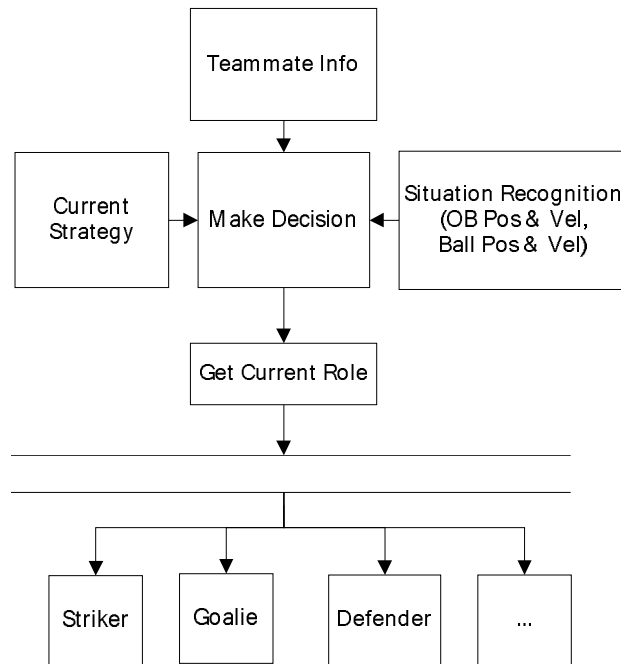 Teammate Info
Current
Strategy
Make Decision
Situation Recognition
(OB Pos & Vel,
Ball Pos & Vel)
Get Current Role
Striker
Goalie
Defender
...